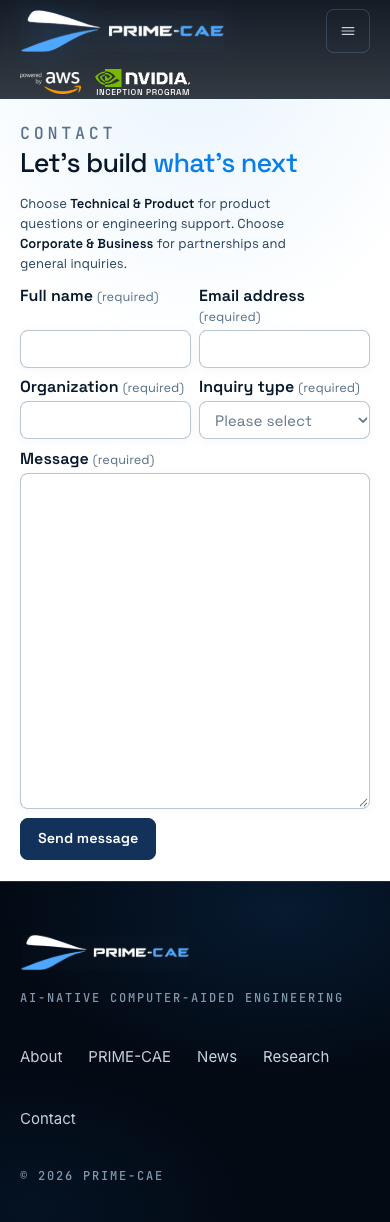 PRIME-CAE
powered by aws NVIDIA.
INCEPTION PROGRAM
CONTACT
Let's build what's next
Choose Technical & Product for product
questions or engineering support. Choose
Corporate & Business for partnerships and
general inquiries.
Full name (required) Email address
(required)
Organization (required) Inquiry type (required)
Please select
Message (required)
Send message
PRIME-CAE
AI-NATIVE COMPUTER-AIDED ENGINEERING
About PRIME-CAE News Research
Contact
© 2026 PRIME-CAE